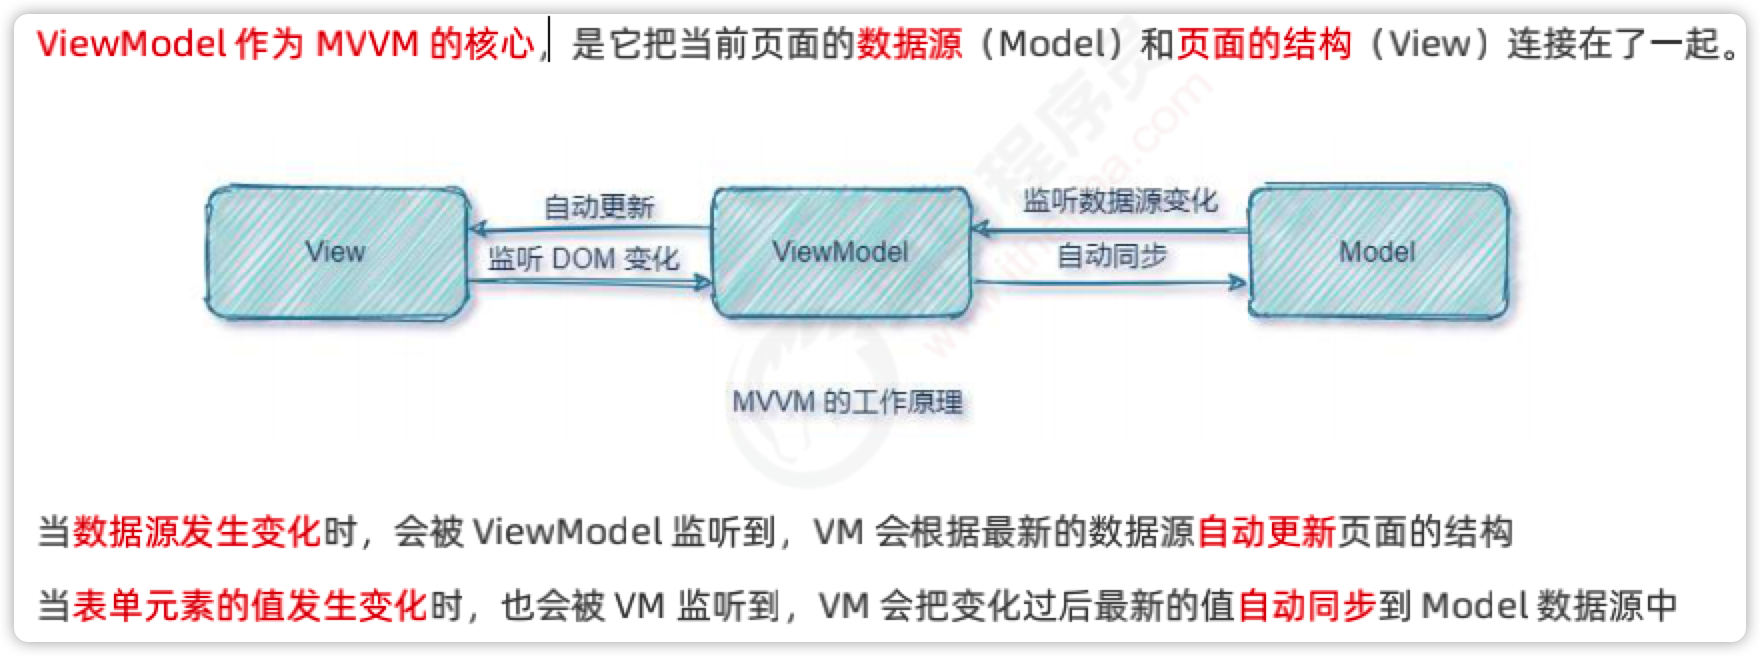 ViewModel 作为 MVVM 的核心，是它把当前页面的数据源（Model）和页面的结构（View）连接在了一起。
自动更新
监听数据源变化
View
监听 DOM 变化
ViewModel
自动同步
Model
MVVM 的工作原理
当数据源发生变化时，会被 ViewModel 监听到，VM 会根据最新的数据源自动更新页面的结构
当表单元素的值发生变化时，也会被 VM 监听到，VM 会把变化过后最新的值自动同步到 Model 数据源中